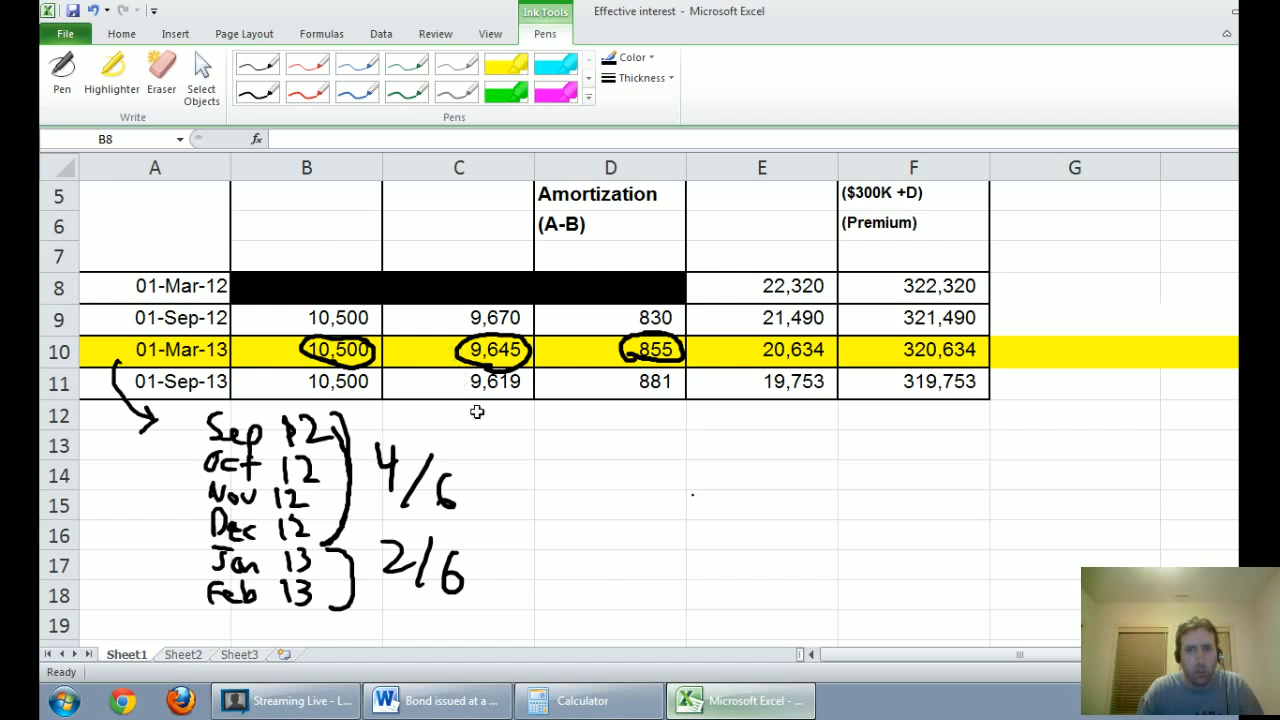 Ink Tools
Effective interest - Microsoft Excel
File Home Insert Page Layout Formulas Data Review View Pens
Pen Highlighter Eraser Select Objects
Color
Thickness
Write Pens
B8 fx
A B C D E F G
5 Amortization ($300K +D)
6 (A-B) (Premium)
7
8 01-Mar-12 22,320 322,320
9 01-Sep-12 10,500 9,670 830 21,490 321,490
10 01-Mar-13 10,500 9,645 855 20,634 320,634
11 01-Sep-13 10,500 9,619 881 19,753 319,753
12 Sep 12
13 Oct 12
14 Nov 12 4/6
15
16 Dec 12
17 Jan 13 2/6
18 Feb 13
19
Sheet1 Sheet2 Sheet3
Ready
Streaming Live - L... Bond issued at a ... Calculator Microsoft Excel - ...